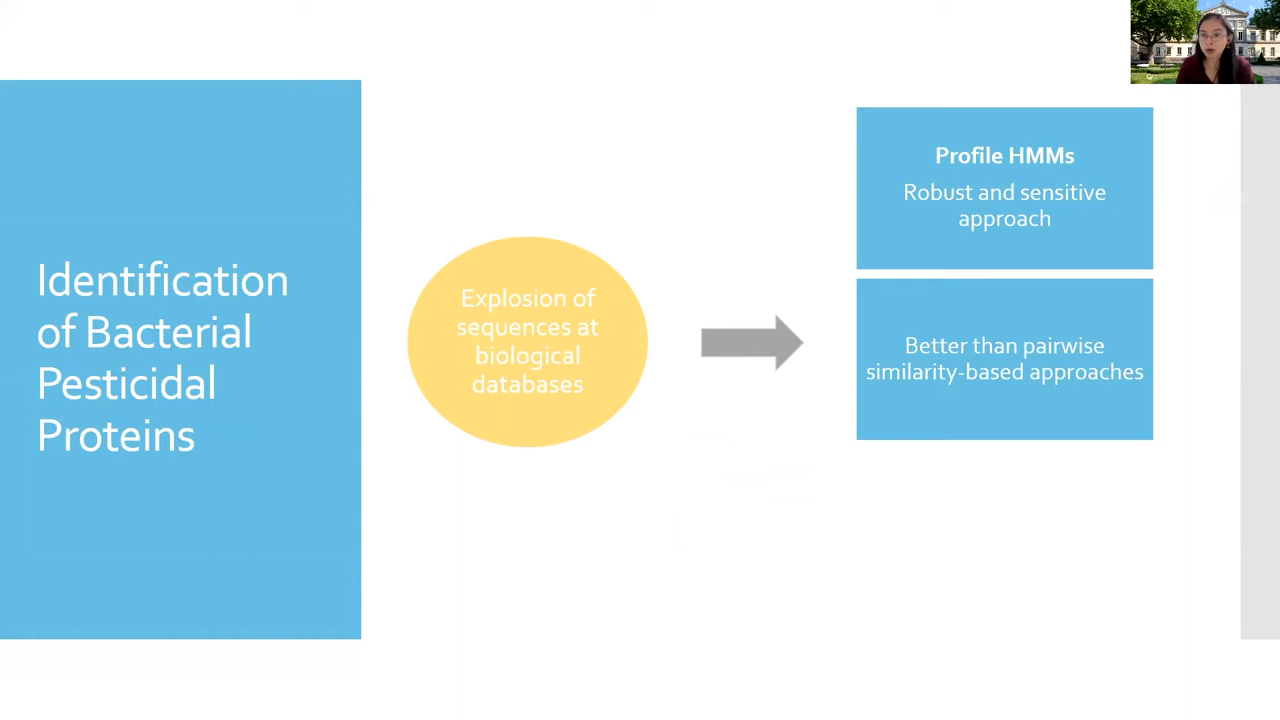 Identification
of Bacterial
Pesticidal
Proteins
Explosion of
sequences at
biological
databases
Profile HMMs
Robust and sensitive
approach
Better than pairwise
similarity-based approaches